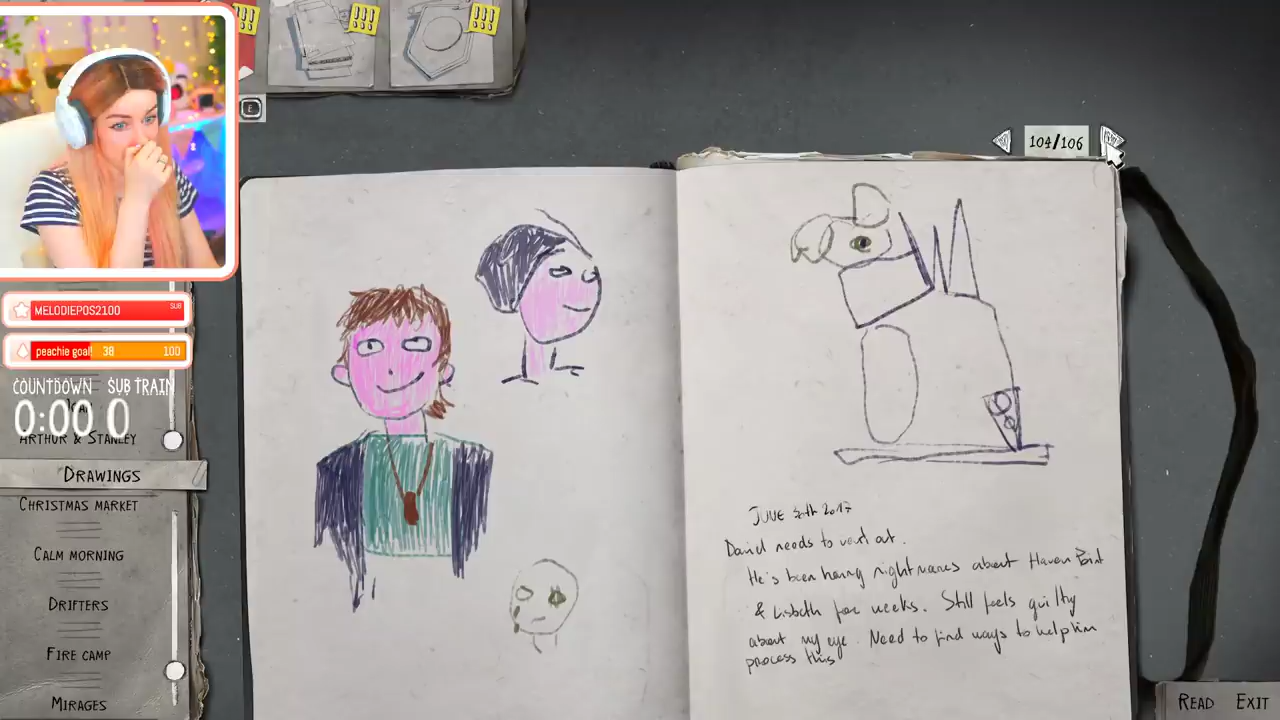 E
104/106
MELODIEPOS2100
SUB
peachie goal!
38
100
COUNTDOWN
SUB TRAIN
0:00
0
ARTHUR & STANLEY
DRAWINGS
CHRISTMAS MARKET
CALM MORNING
DRIFTERS
FIRE CAMP
MIRAGES
JUNE 2017
Daniel needs to vent out.
He's been having nightmares about Haven Point
& Lisbeth for weeks. Still feels guilty
about my eye. Need to find ways to help him
process this
READ
EXIT